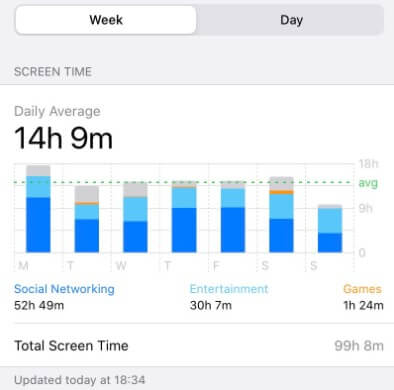 Week Day
SCREEN TIME
Daily Average
14h 9m
18h
avg
9h
0
M T W T F S S
Social Networking Entertainment Games
52h 49m 30h 7m 1h 24m
Total Screen Time 99h 8m
Updated today at 18:34